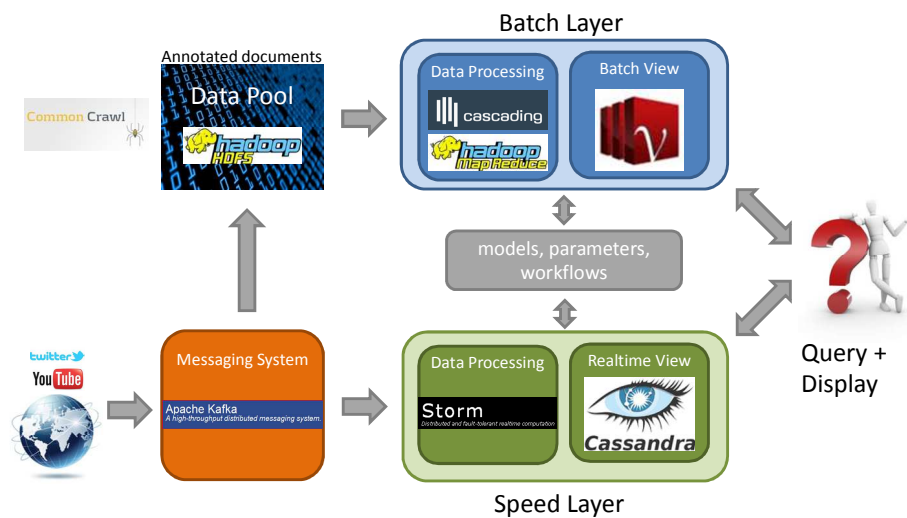 Batch Layer
Annotated documents
Data Pool
hadoop
HDFS
Common Crawl
Data Processing
cascading
hadoop
Map Reduce
Batch View
V
models, parameters,
workflows
twitter
YouTube
Messaging System
Apache Kafka
A high-throughput distributed messaging system.
Data Processing
Storm
Distributed and fault-tolerant realtime computation
Realtime View
Cassandra
?
Query +
Display
Speed Layer